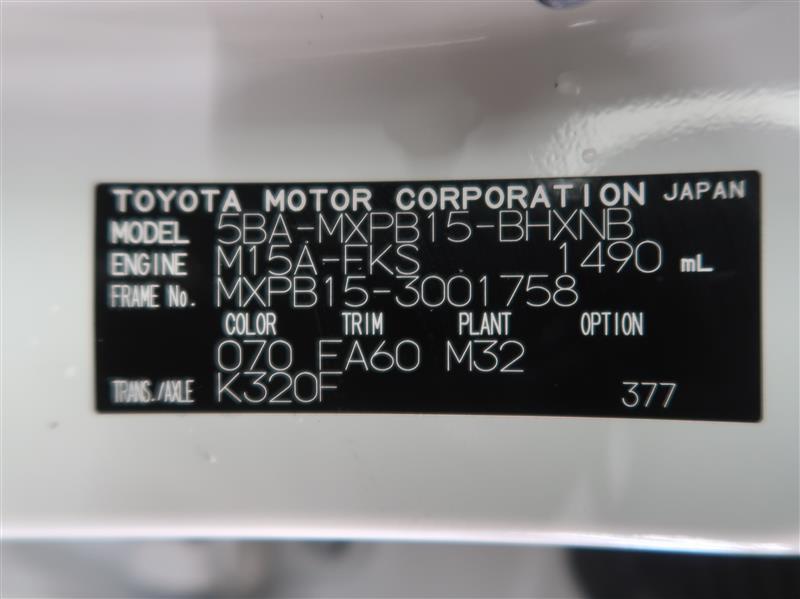 TOYOTA MOTOR CORPORATION JAPAN
MODEL 5BA-MXPB15-BHXNB
ENGINE M15A-FKS 1490 mL
FRAME No. MXPB15-3001758
COLOR TRIM PLANT OPTION
070 FA60 M32
TRANS./AXLE K320F 377